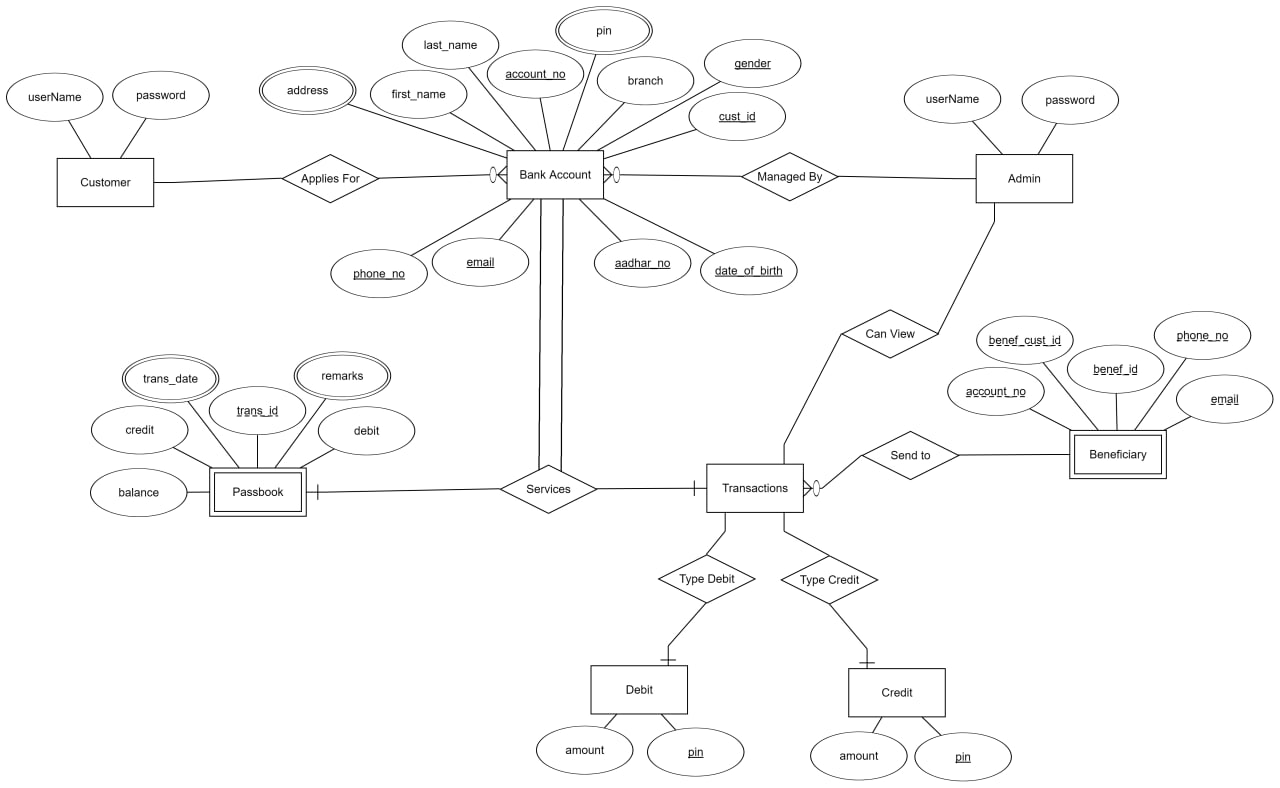 pin
last_name
account_no
branch
gender
address
first_name
cust_id
userName
password
userName
password
Customer
Applies For
Bank Account
Managed By
Admin
phone_no
email
aadhar_no
date_of_birth
Can View
benef_cust_id
phone_no
benef_id
account_no
email
trans_date
remarks
trans_id
credit
debit
balance
Passbook
Services
Transactions
Send to
Beneficiary
Type Debit
Type Credit
Debit
Credit
amount
pin
amount
pin